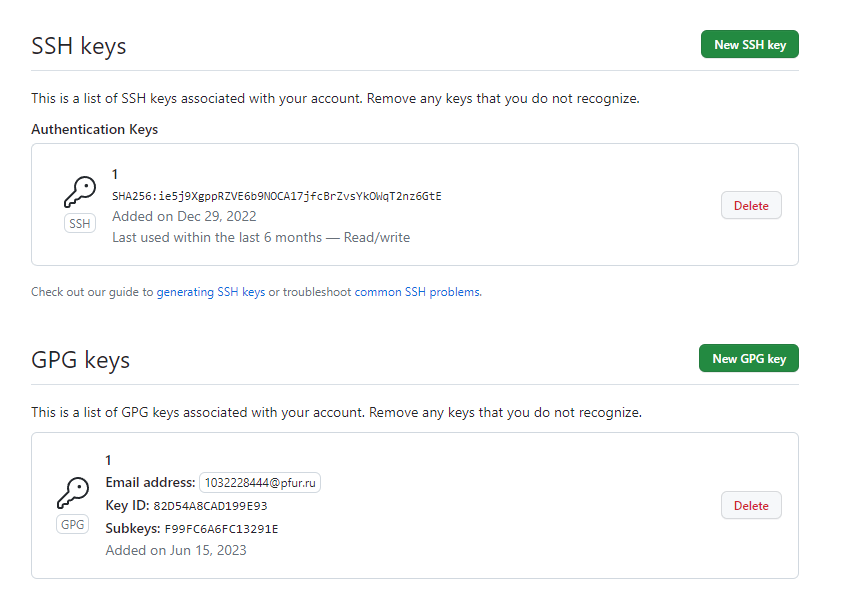 SSH keys
New SSH key
This is a list of SSH keys associated with your account. Remove any keys that you do not recognize.
Authentication Keys
1
SHA256:ie5j9XgppRZVE6b9NOCA17jfcBrZvsYkOWqT2nz6GtE
SSH
Added on Dec 29, 2022
Last used within the last 6 months — Read/write
Delete
Check out our guide to generating SSH keys or troubleshoot common SSH problems.
GPG keys
New GPG key
This is a list of GPG keys associated with your account. Remove any keys that you do not recognize.
1
Email address: 1032228444@pfur.ru
Key ID: 82D54A8CAD199E93
GPG
Subkeys: F99FC6A6FC13291E
Added on Jun 15, 2023
Delete